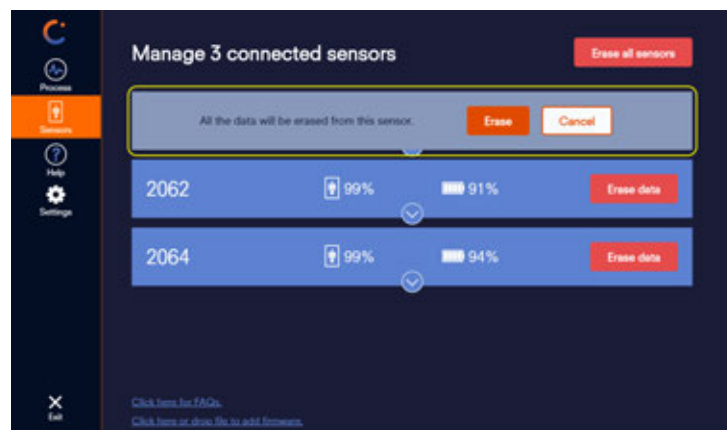 Manage 3 connected sensors
Erase all sensors
Process
Sensors
Help
Settings
Exit
All the data will be erased from this sensor.
Erase
Cancel
2062
99%
91%
Erase data
2064
99%
94%
Erase data
Click here for FAQs.
Click here or drop file to add firmware.